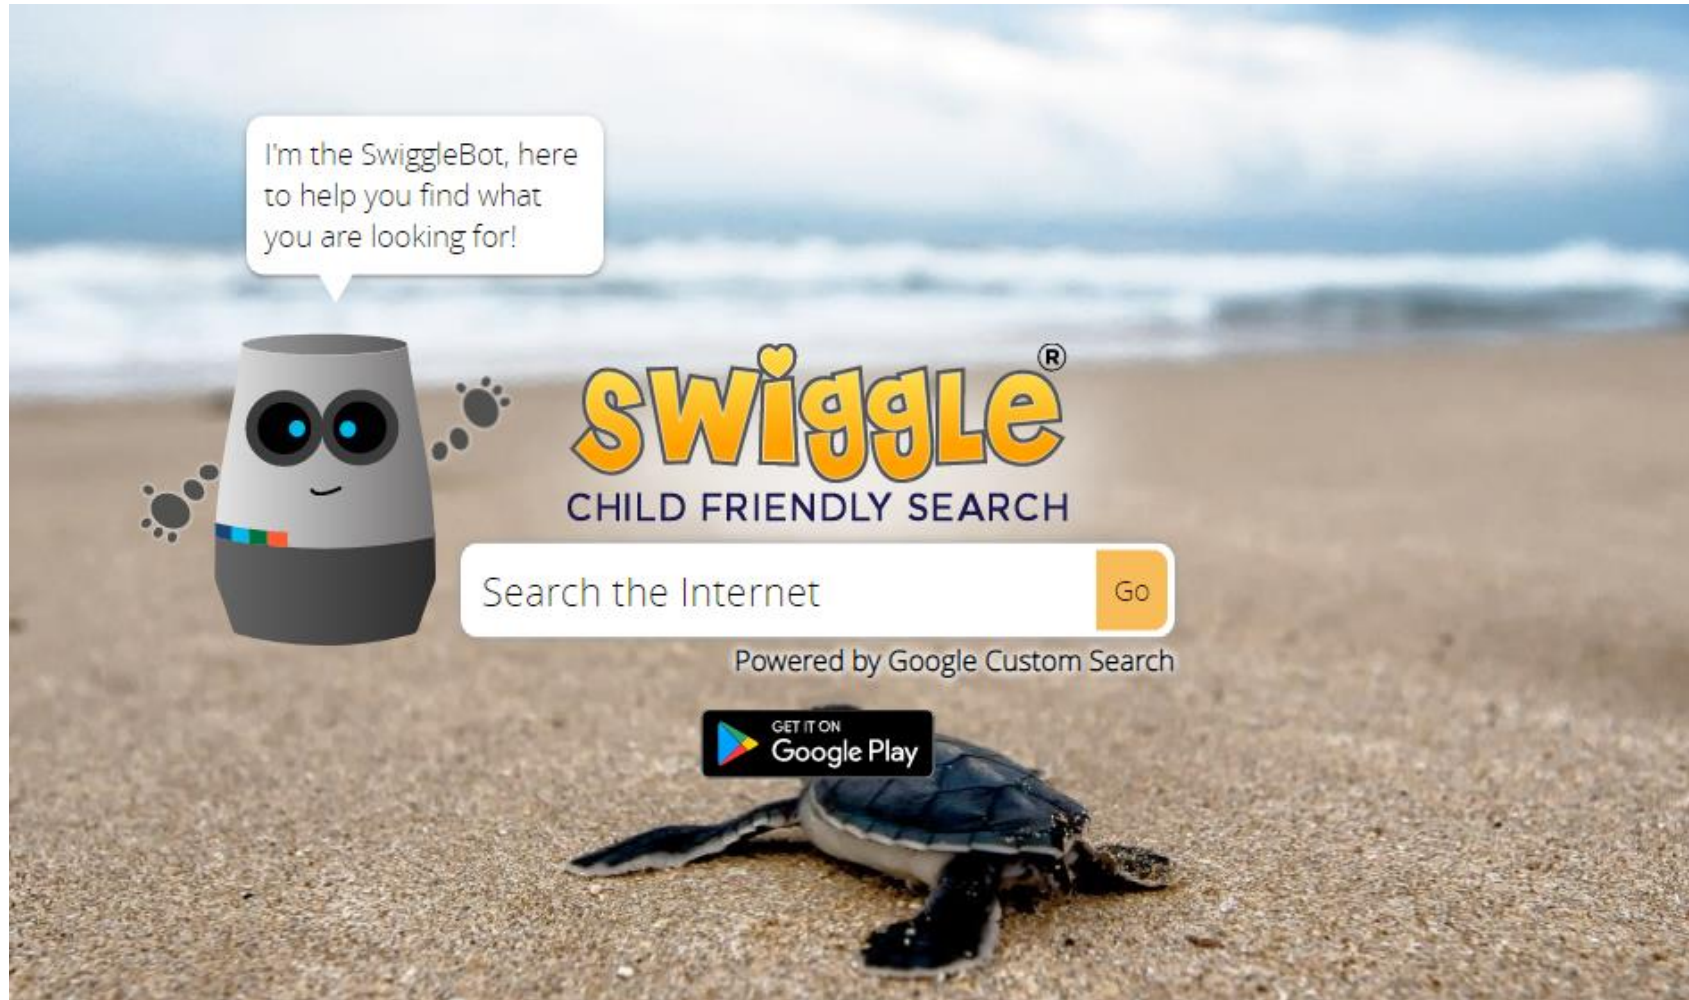 I'm the SwiggleBot, here
to help you find what
you are looking for!
swiggLe®
CHILD FRIENDLY SEARCH
Search the Internet
Go
Powered by Google Custom Search
GET IT ON
Google Play